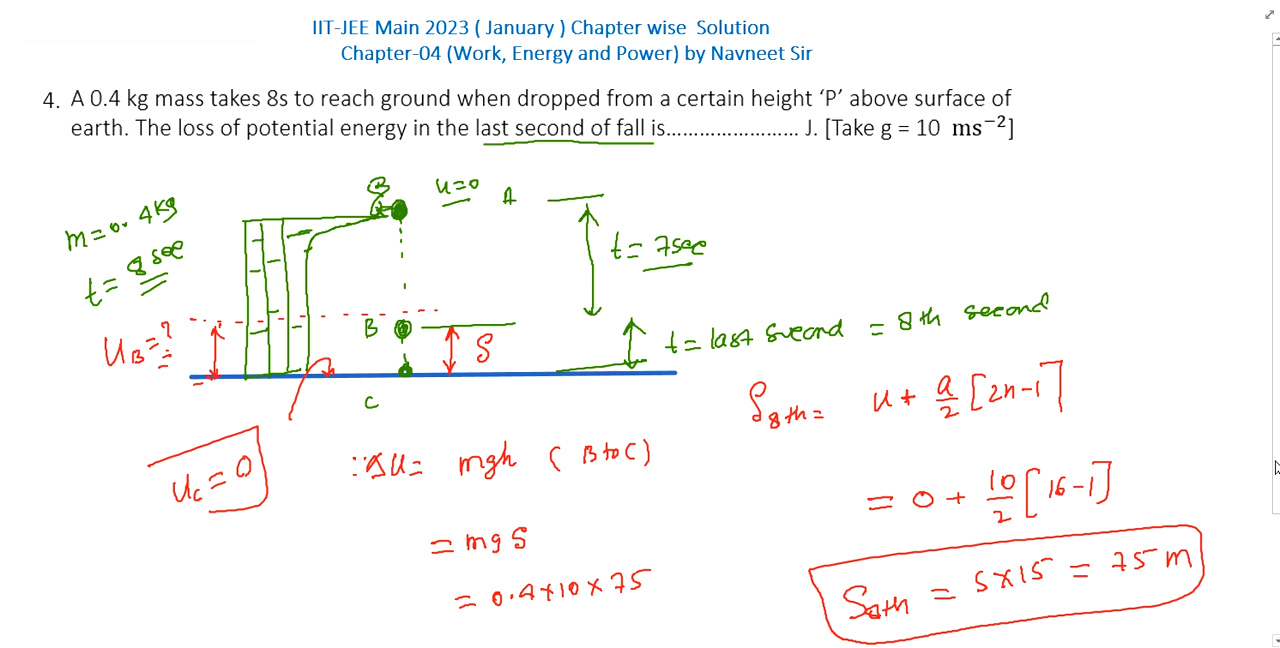 IIT-JEE Main 2023 ( January ) Chapter wise Solution
Chapter-04 (Work, Energy and Power) by Navneet Sir
4. A 0.4 kg mass takes 8s to reach ground when dropped from a certain height ‘P’ above surface of
earth. The loss of potential energy in the last second of fall is........................ J. [Take g = 10 ms⁻²]
m=0.4kg
t=8sec
u=0
A
t=7sec
B
S
t=last second = 8th second
U_B=?
C
U_C=0
∴ΔU= mgh (B to C)
=mgS
=0.4×10×75
S_8th= u+ a/2 [2n-1]
= 0+ 10/2 [16-1]
S_8th = 5×15 = 75m